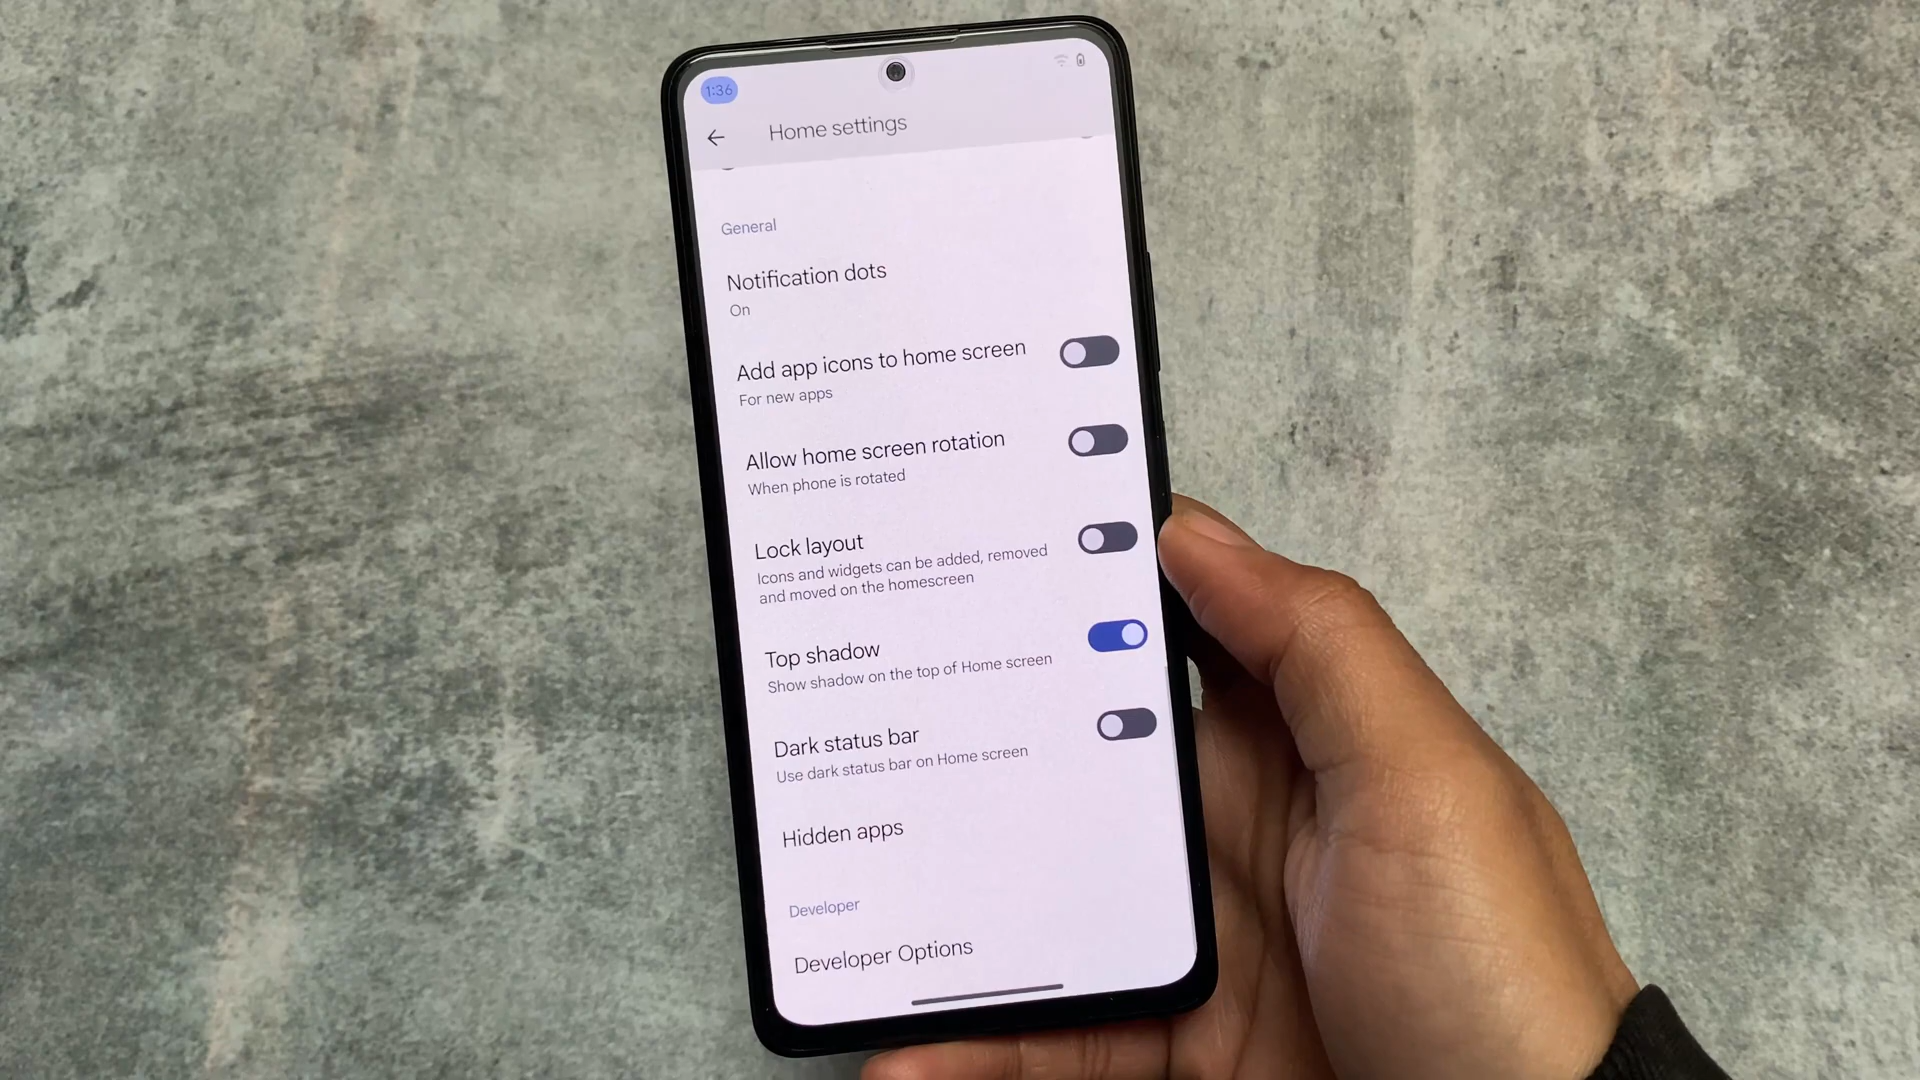 1:36
Home settings
General
Notification dots
On
Add app icons to home screen
For new apps
Allow home screen rotation
When phone is rotated
Lock layout
Icons and widgets can be added, removed
and moved on the homescreen
Top shadow
Show shadow on the top of Home screen
Dark status bar
Use dark status bar on Home screen
Hidden apps
Developer
Developer Options